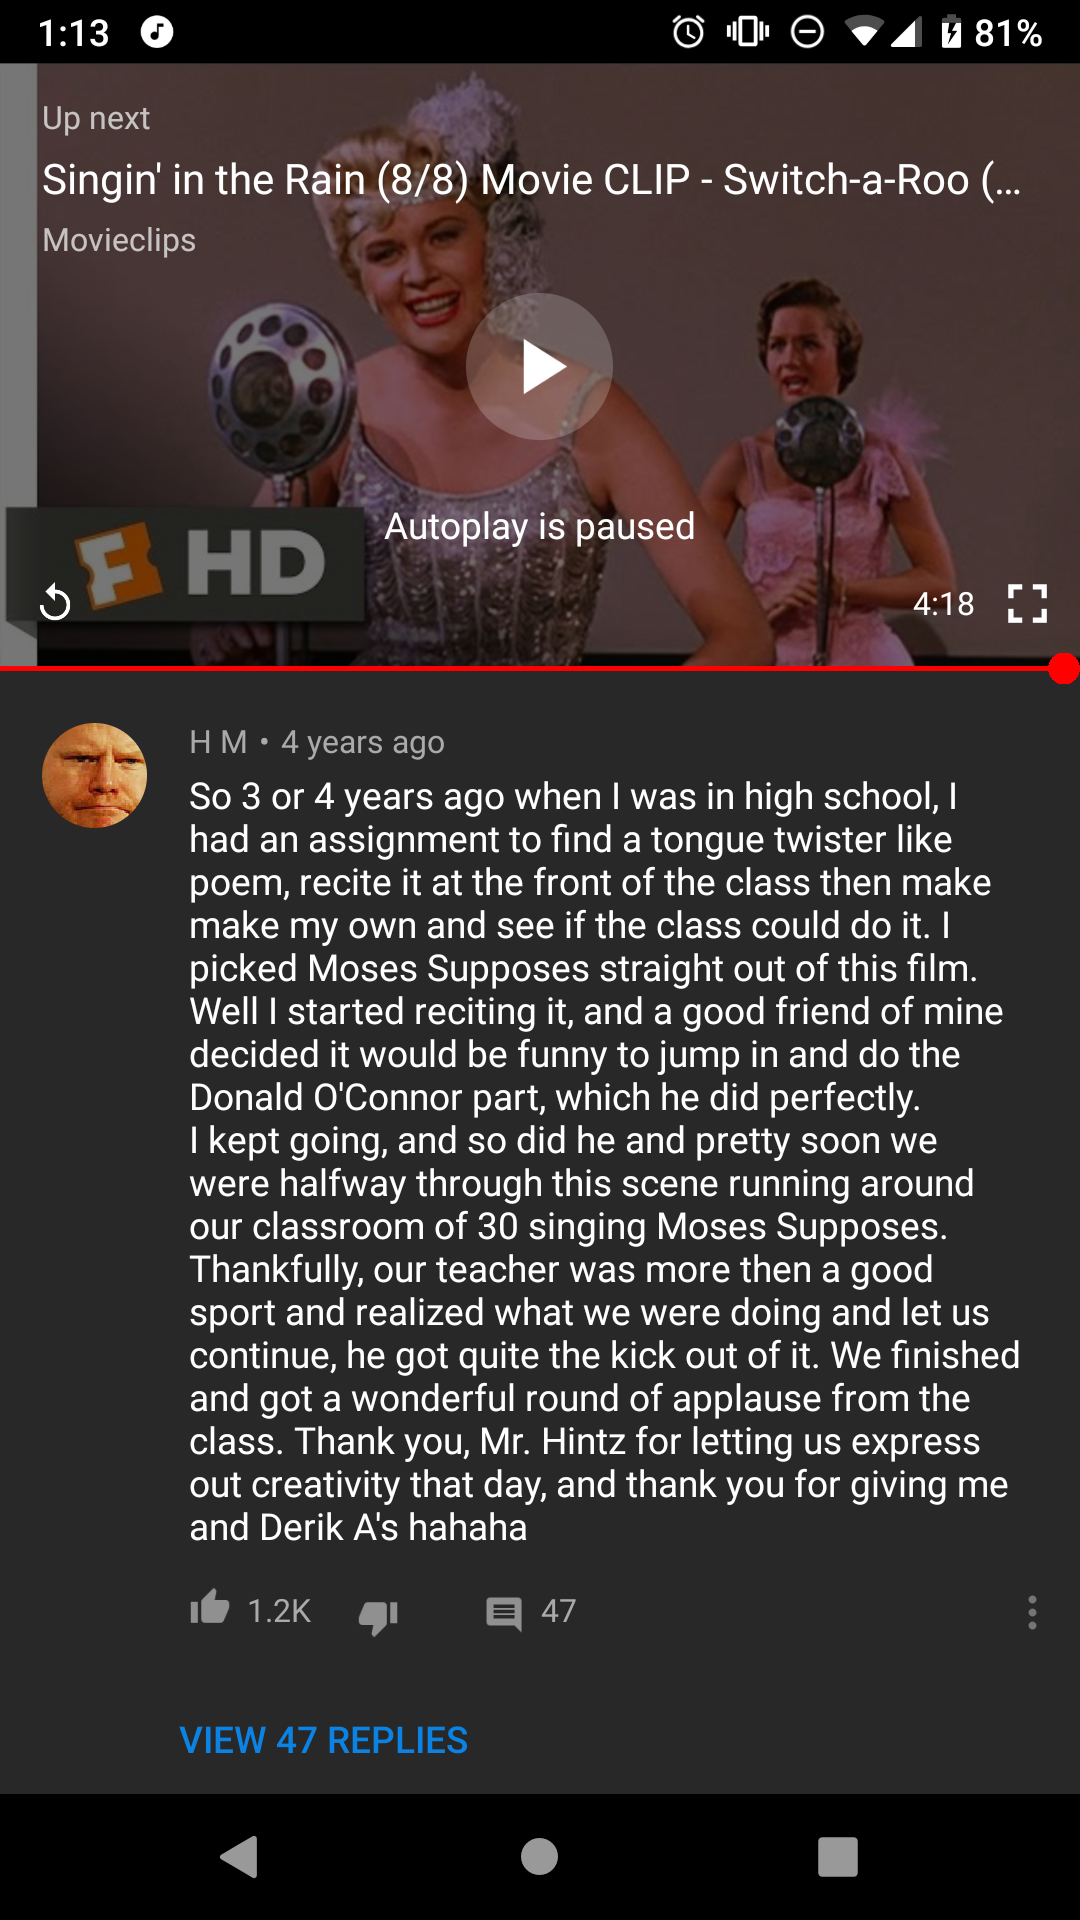 1:13
81%
Up next
Singin' in the Rain (8/8) Movie CLIP - Switch-a-Roo (...
Movieclips
Autoplay is paused
F HD
4:18
H M • 4 years ago
So 3 or 4 years ago when I was in high school, I
had an assignment to find a tongue twister like
poem, recite it at the front of the class then make
make my own and see if the class could do it. I
picked Moses Supposes straight out of this film.
Well I started reciting it, and a good friend of mine
decided it would be funny to jump in and do the
Donald O'Connor part, which he did perfectly.
I kept going, and so did he and pretty soon we
were halfway through this scene running around
our classroom of 30 singing Moses Supposes.
Thankfully, our teacher was more then a good
sport and realized what we were doing and let us
continue, he got quite the kick out of it. We finished
and got a wonderful round of applause from the
class. Thank you, Mr. Hintz for letting us express
out creativity that day, and thank you for giving me
and Derik A's hahaha
1.2K
47
VIEW 47 REPLIES